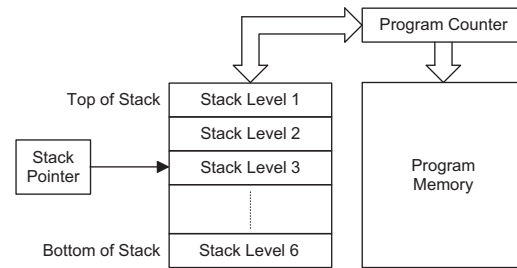 Program Counter
Top of Stack
Stack Level 1
Stack Level 2
Stack
Pointer
Stack Level 3
Program
Memory
Bottom of Stack
Stack Level 6